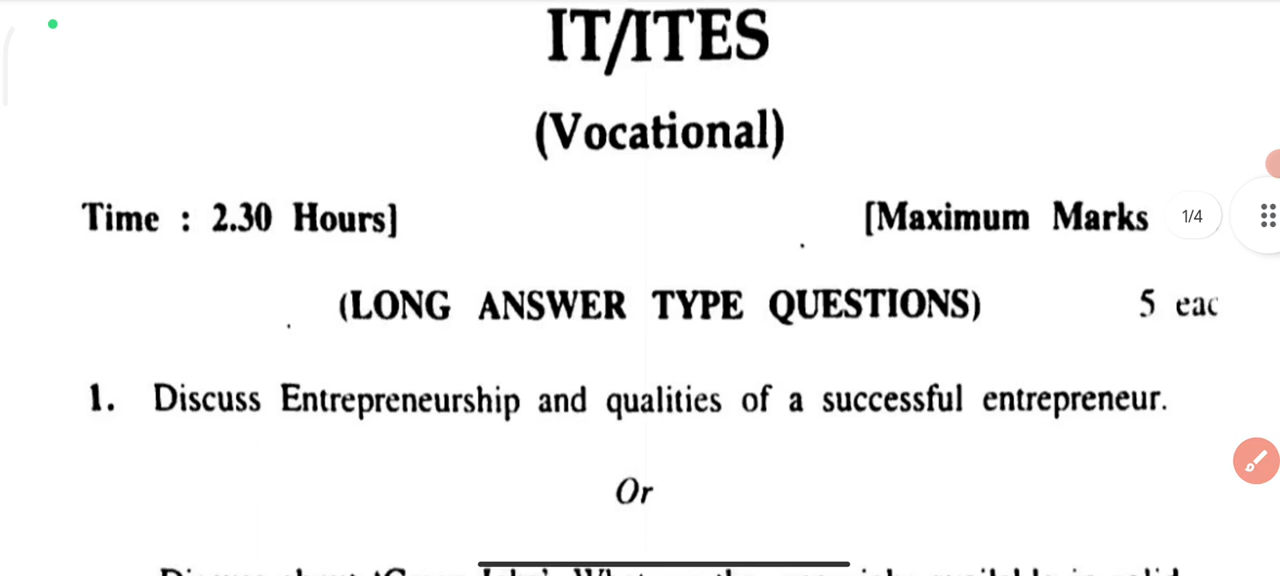 IT/ITES
(Vocational)
Time : 2.30 Hours]
[Maximum Marks
1/4
(LONG ANSWER TYPE QUESTIONS)
5 eac
1. Discuss Entrepreneurship and qualities of a successful entrepreneur.
Or